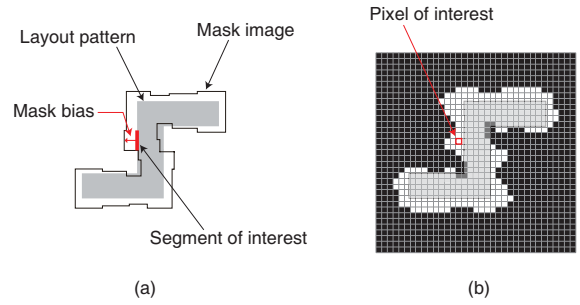 Layout pattern
Mask image
Mask bias
Segment of interest
(a)
Pixel of interest
(b)